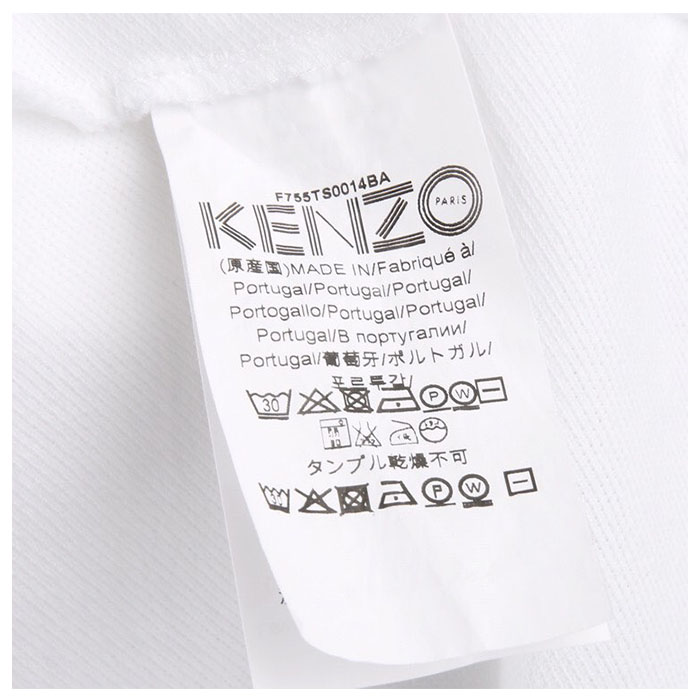 F755TS0014BA
KENZO PARIS
(原産国)MADE IN/Fabriqué à/
Portugal/Portugal/Portugal/
Portogallo/Portugal/Portugal/
Portugal/В португалии/
Portugal/葡萄牙/ポルトガル/
포르투갈/
30 P W
タンブル乾燥不可
P W